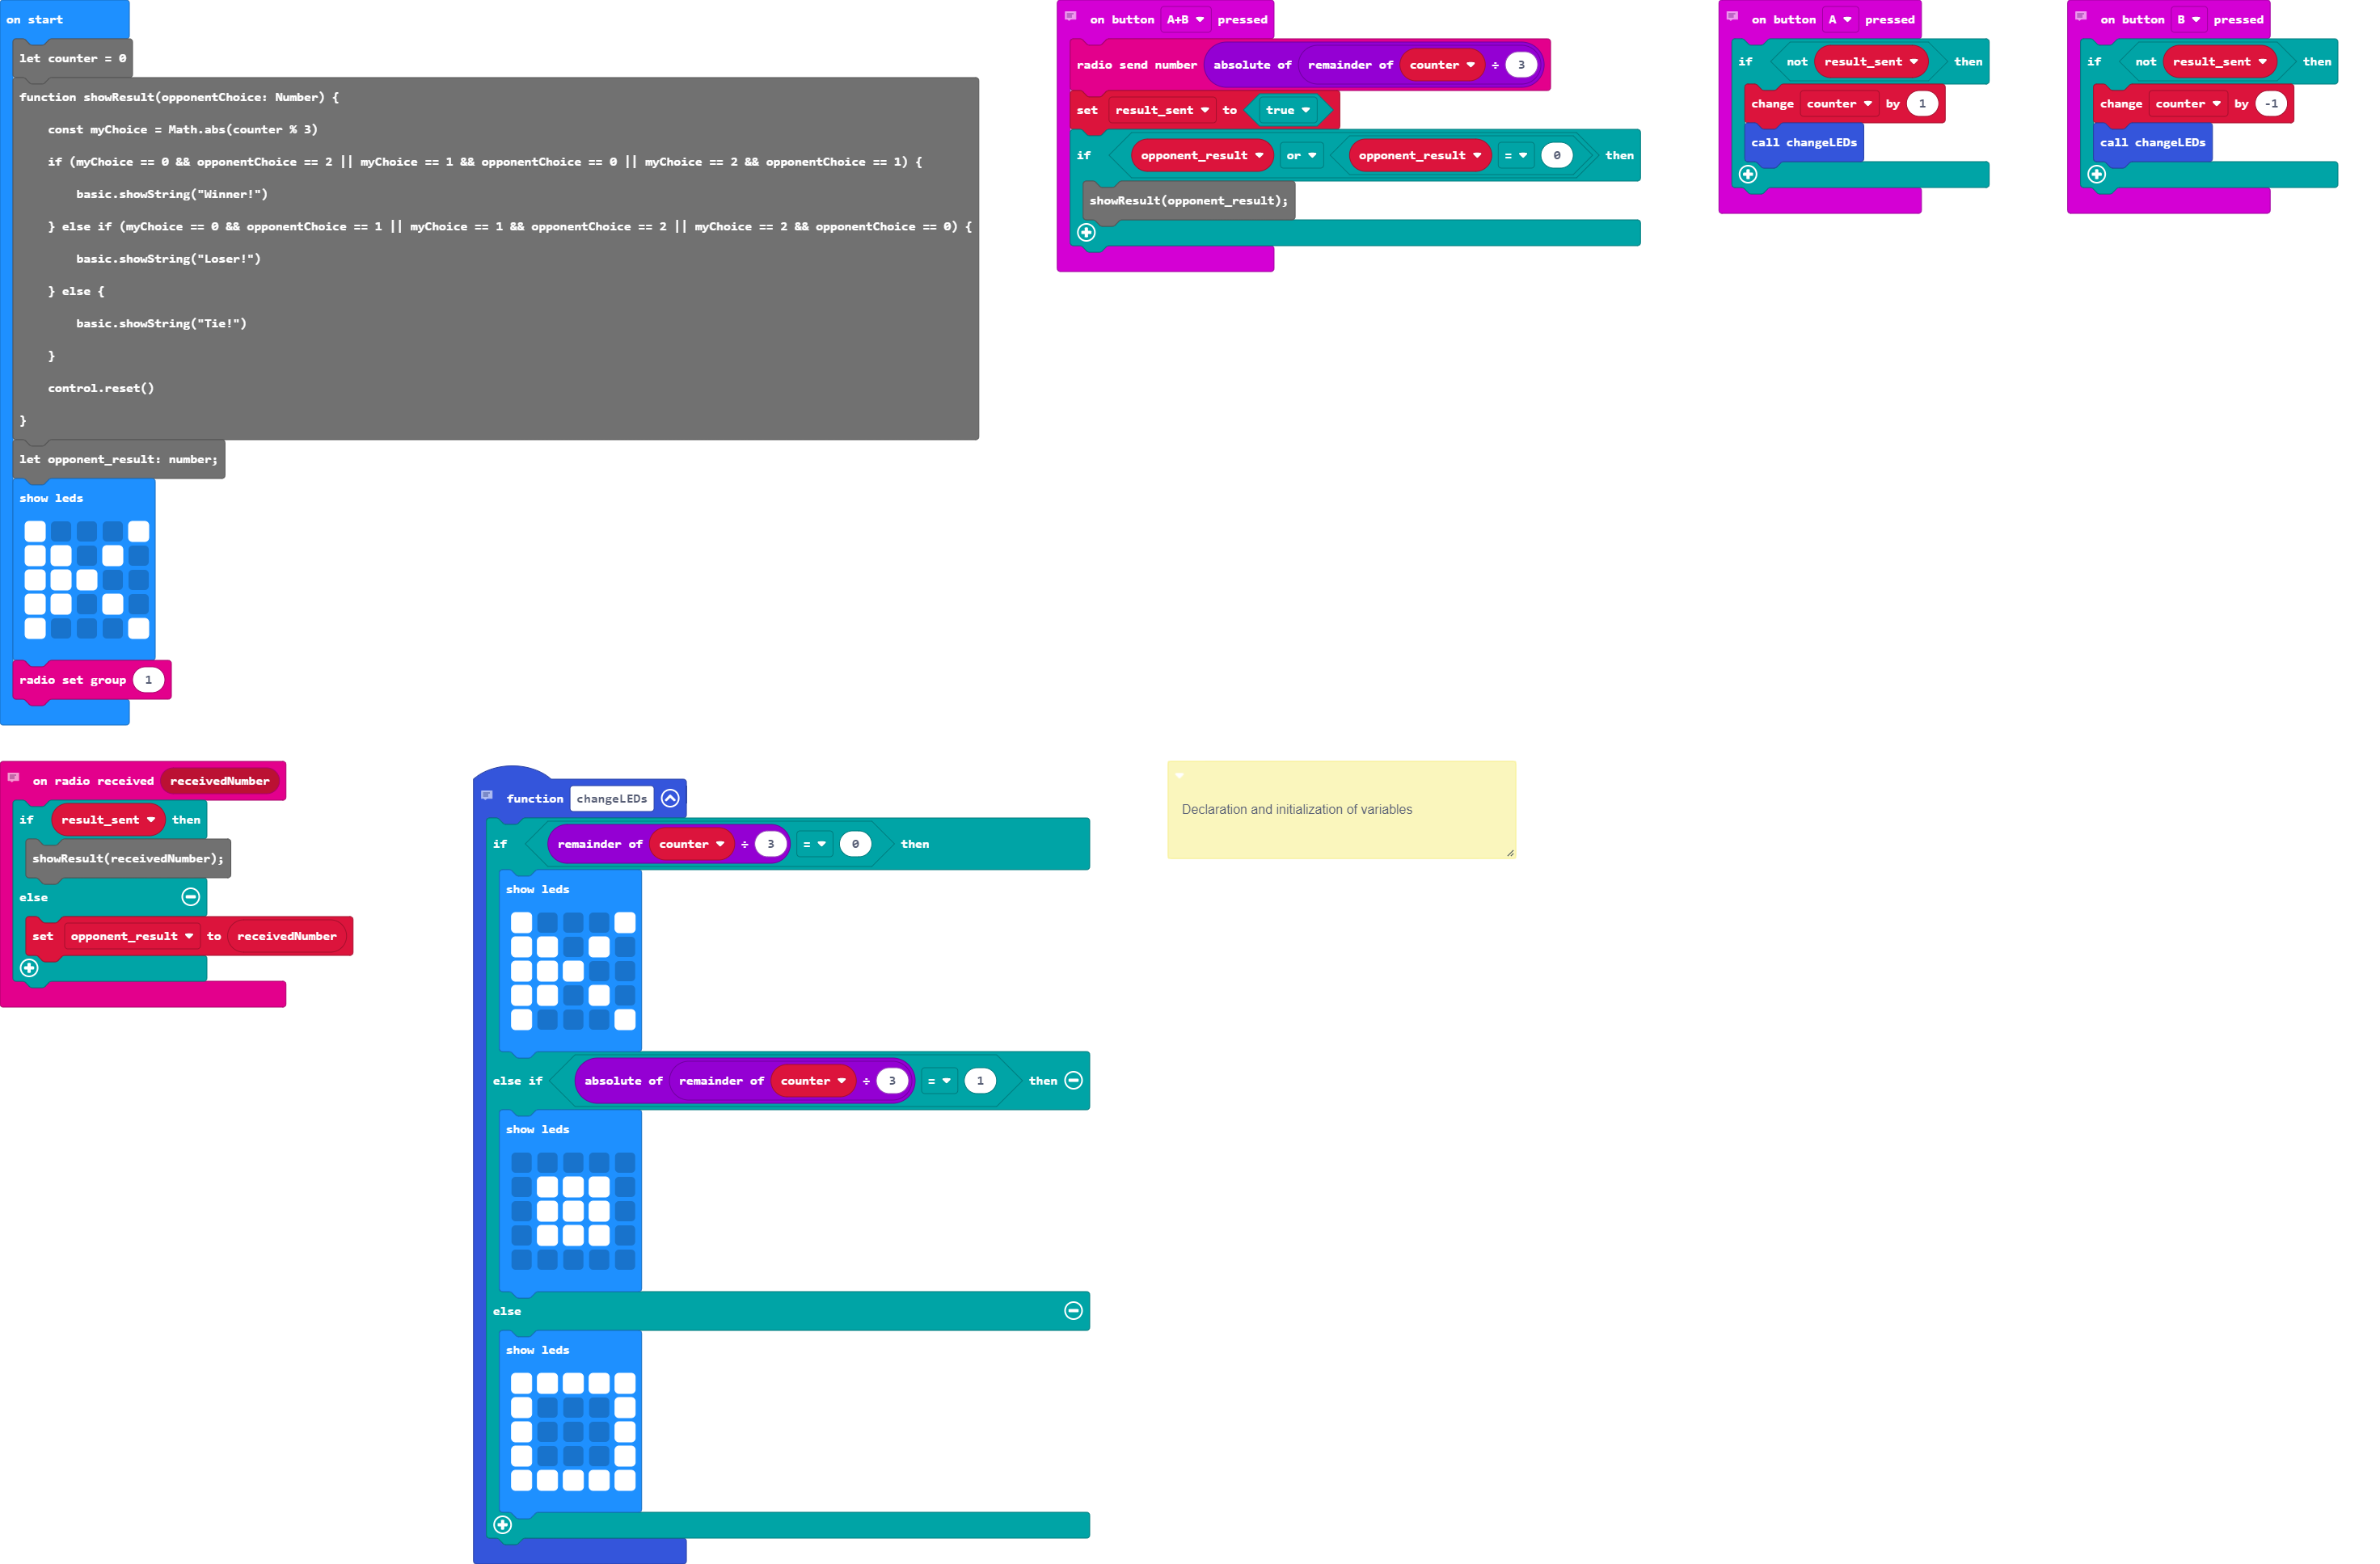 on start
let counter = 0
function showResult(opponentChoice: Number) {
const myChoice = Math.abs(counter % 3)
if (myChoice == 0 && opponentChoice == 2 || myChoice == 1 && opponentChoice == 0 || myChoice == 2 && opponentChoice == 1) {
basic.showString("Winner!")
} else if (myChoice == 0 && opponentChoice == 1 || myChoice == 1 && opponentChoice == 2 || myChoice == 2 && opponentChoice == 0) {
basic.showString("Loser!")
} else {
basic.showString("Tie!")
}
control.reset()
}
let opponent_result: number;
show leds
radio set group 1
on button A+B pressed
radio send number absolute of remainder of counter ÷ 3
set result_sent to true
if opponent_result or opponent_result = 0 then
showResult(opponent_result);
on button A pressed
if not result_sent then
change counter by 1
call changeLEDs
on button B pressed
if not result_sent then
change counter by -1
call changeLEDs
on radio received receivedNumber
if result_sent then
showResult(receivedNumber);
else
set opponent_result to receivedNumber
function changeLEDs
if remainder of counter ÷ 3 = 0 then
show leds
else if absolute of remainder of counter ÷ 3 = 1 then
show leds
else
show leds
Declaration and initialization of variables